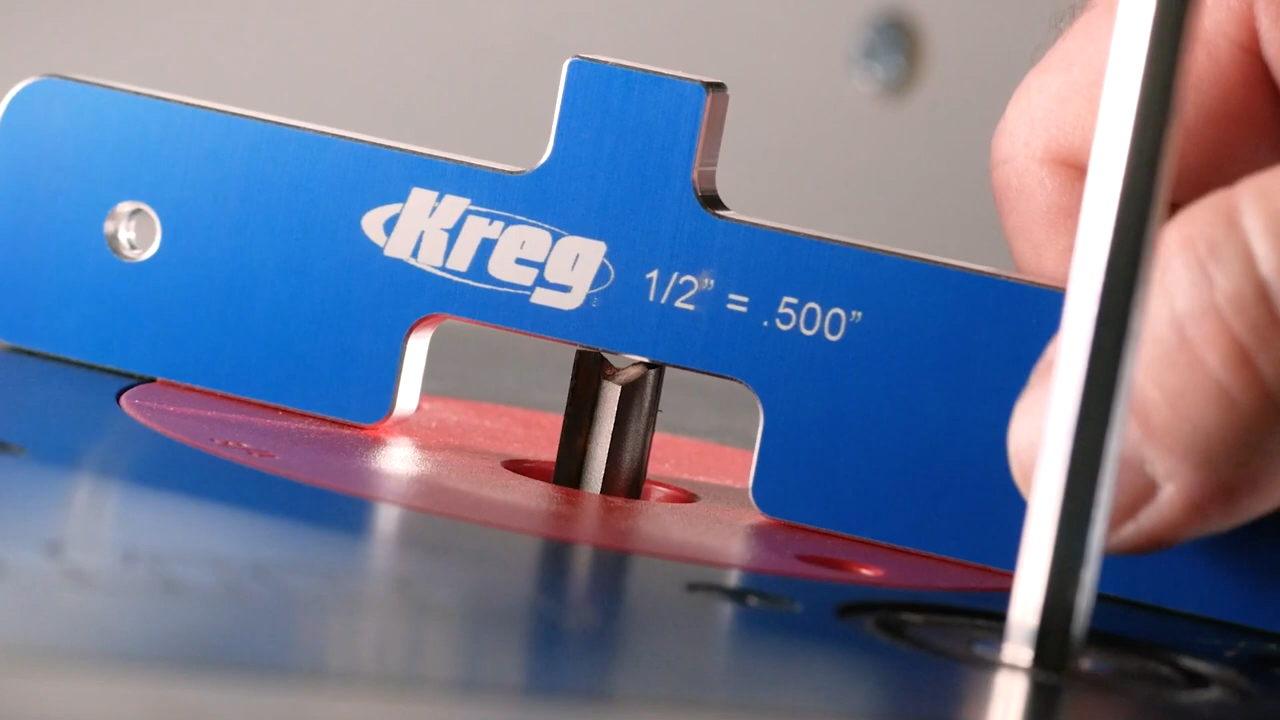 Kreg
1/2” = .500”